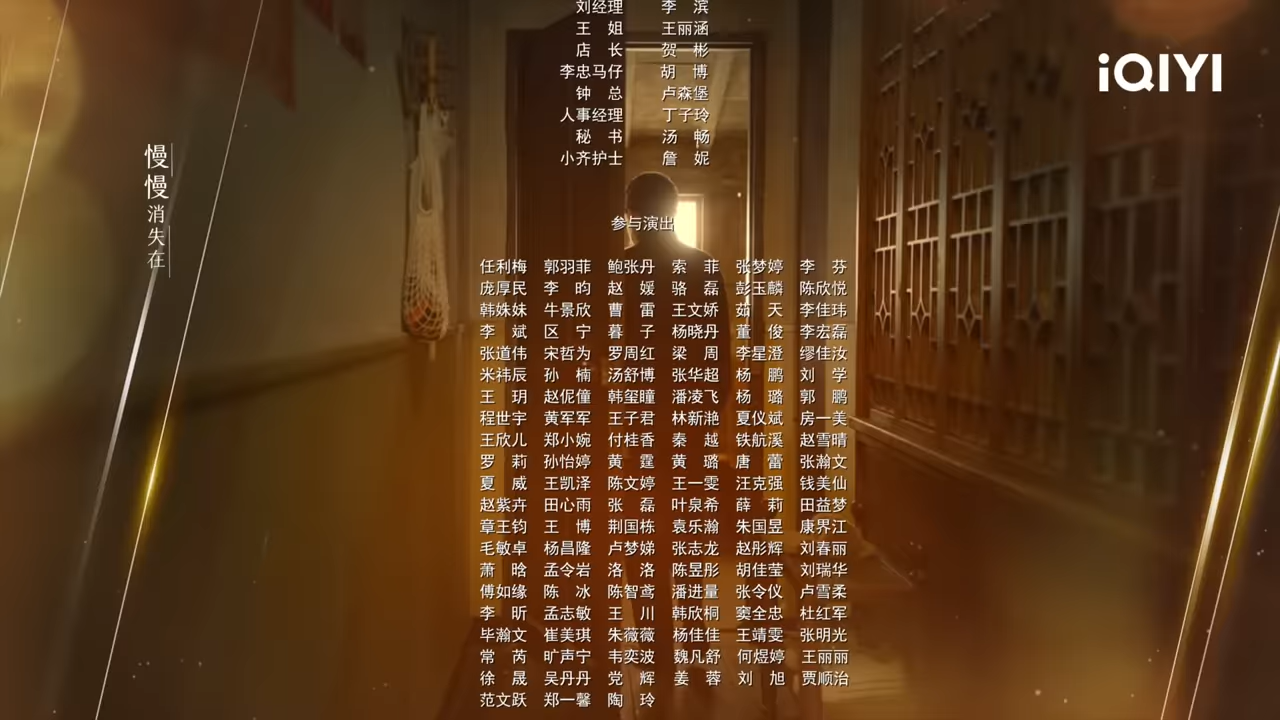 刘经理 李滨
王姐 王丽涵
店长 贺彬
李忠马仔 胡博
钟总 卢森堡
人事经理 丁子玲
秘书 汤畅
小齐护士 詹妮
iQIYI
慢慢消失在
参与演出
任利梅 郭羽菲 鲍张丹 索菲 张梦婷 李芬
庞厚民 李昀 赵媛 骆磊 彭玉麟 陈欣悦
韩姝妹 牛景欣 曹雷 王文娇 茹天 李佳玮
李斌 区宁 暮子 杨晓丹 董俊 李宏磊
张道伟 宋哲为 罗周红 梁周 李星澄 缪佳汝
米祎辰 孙楠 汤舒博 张华超 杨鹏 刘学
王玥 赵伲僮 韩玺瞳 潘凌飞 杨璐 郭鹏
程世宇 黄军军 王子君 林新滟 夏仪斌 房一美
王欣儿 郑小婉 付桂香 秦越 铁航溪 赵雪晴
罗莉 孙怡婷 黄霆 黄璐 唐蕾 张瀚文
夏威 王凯泽 陈文婷 王一雯 汪克强 钱美仙
赵紫卉 田心雨 张磊 叶泉希 薛莉 田益梦
章王钧 王博 荆国栋 袁乐瀚 朱国昱 康界江
毛敏卓 杨昌隆 卢梦娣 张志龙 赵彤辉 刘春丽
萧晗 孟令岩 洛洛 陈昱彤 胡佳莹 刘瑞华
傅如缘 陈冰 陈智鸢 潘进量 张令仪 卢雪柔
李昕 孟志敏 王川 韩欣桐 窦全忠 杜红军
毕瀚文 崔美琪 朱薇薇 杨佳佳 王靖雯 张明光
常芮 旷声宁 韦奕波 魏凡舒 何煜婷 王丽丽
徐晟 吴丹丹 党辉 姜蓉 刘旭 贾顺治
范文跃 郑一馨 陶玲